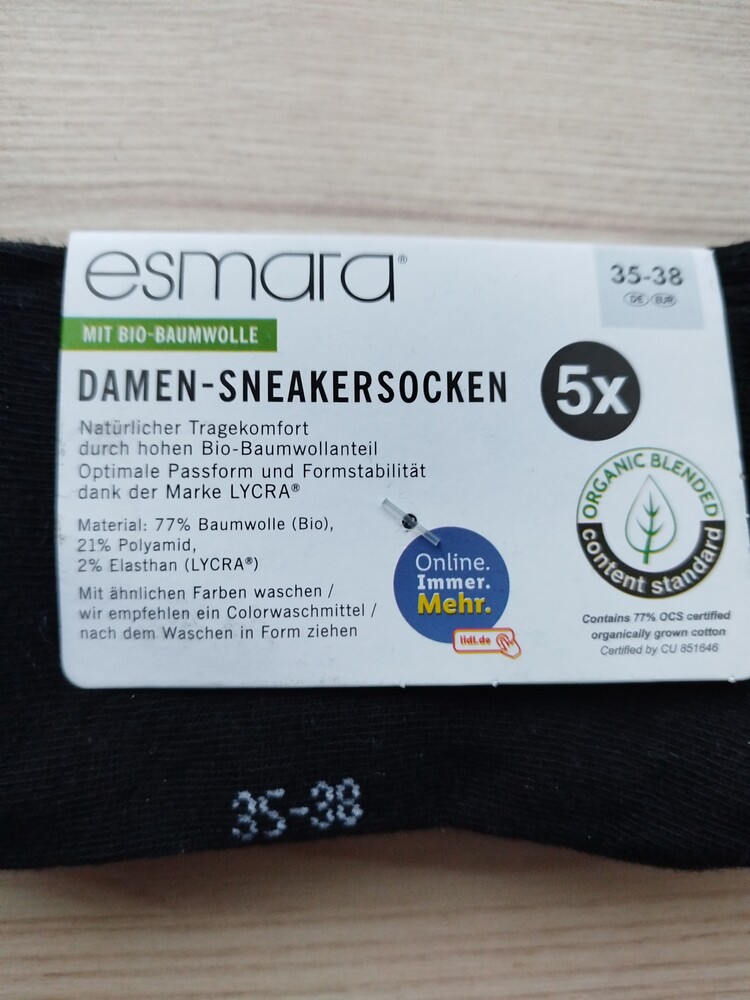 esmara®
35-38
DE EUR
MIT BIO-BAUMWOLLE
DAMEN-SNEAKERSOCKEN
5x
Natürlicher Tragekomfort
durch hohen Bio-Baumwollanteil
Optimale Passform und Formstabilität
dank der Marke LYCRA®
Material: 77% Baumwolle (Bio),
21% Polyamid,
2% Elasthan (LYCRA®)
Mit ähnlichen Farben waschen /
wir empfehlen ein Colorwaschmittel /
nach dem Waschen in Form ziehen
Online.
Immer.
Mehr.
lidl.de
ORGANIC BLENDED
content standard
Contains 77% OCS certified
organically grown cotton
Certified by CU 851646
35-38